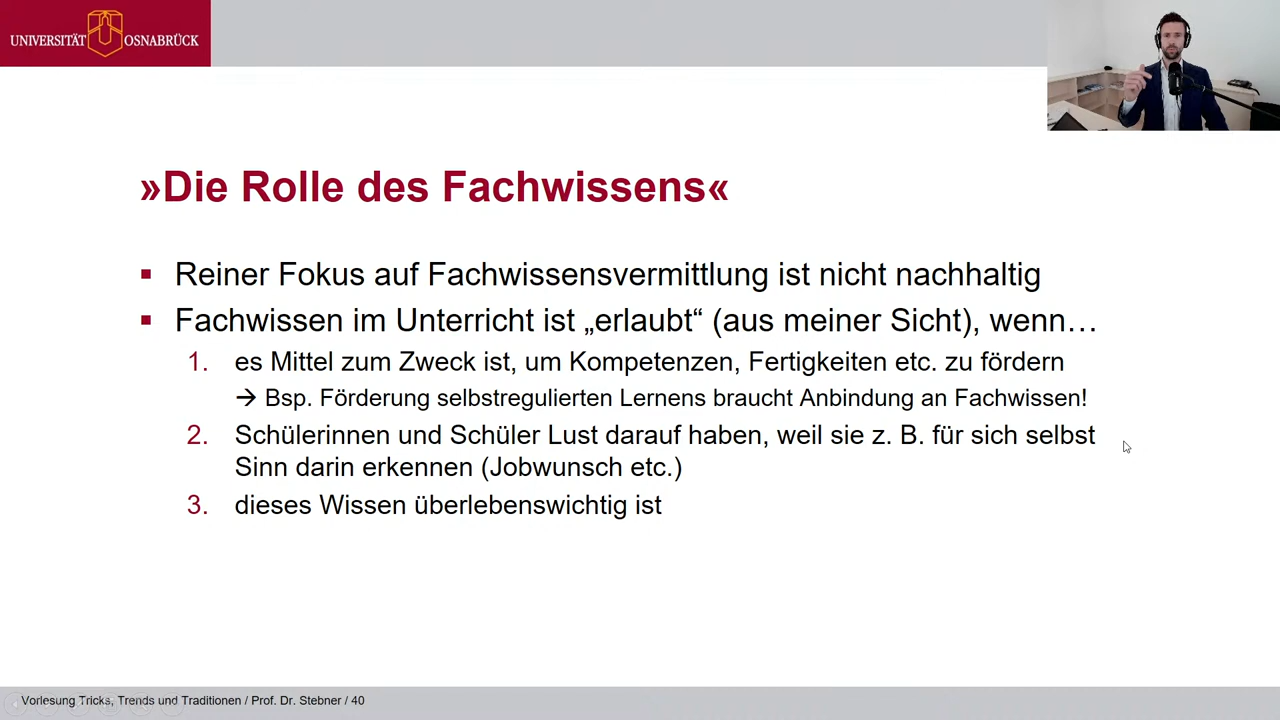 UNIVERSITÄT OSNABRÜCK
»Die Rolle des Fachwissens«
▪ Reiner Fokus auf Fachwissensvermittlung ist nicht nachhaltig
▪ Fachwissen im Unterricht ist „erlaubt“ (aus meiner Sicht), wenn…
1. es Mittel zum Zweck ist, um Kompetenzen, Fertigkeiten etc. zu fördern
→ Bsp. Förderung selbstregulierten Lernens braucht Anbindung an Fachwissen!
2. Schülerinnen und Schüler Lust darauf haben, weil sie z. B. für sich selbst
Sinn darin erkennen (Jobwunsch etc.)
3. dieses Wissen überlebenswichtig ist
Vorlesung Tricks, Trends und Traditionen / Prof. Dr. Stebner / 40